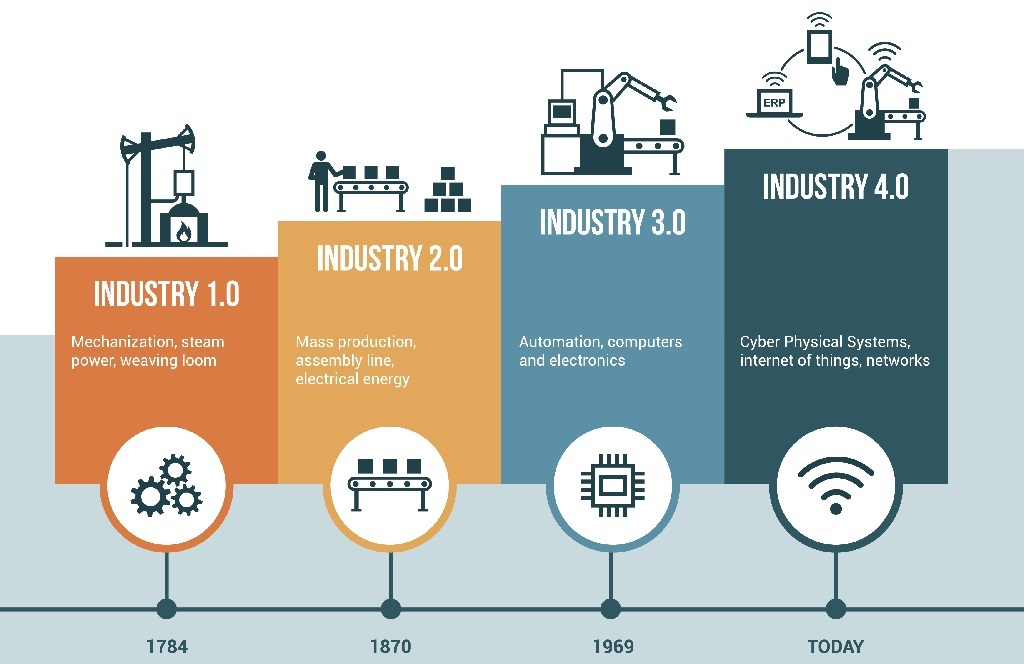 ERP
INDUSTRY 1.0
Mechanization, steam
power, weaving loom
INDUSTRY 2.0
Mass production,
assembly line,
electrical energy
INDUSTRY 3.0
Automation, computers
and electronics
INDUSTRY 4.0
Cyber Physical Systems,
internet of things, networks
1784
1870
1969
TODAY